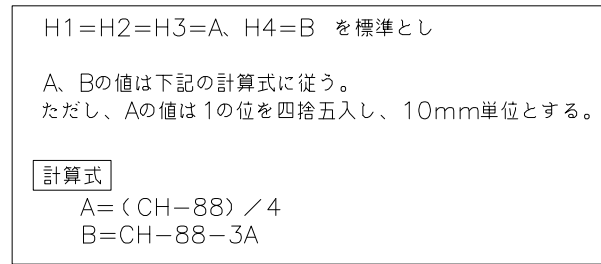 H1=H2=H3=A、H4=B を標準とし
A、Bの値は下記の計算式に従う。
ただし、Aの値は1の位を四捨五入し、10mm単位とする。
計算式
A=(CH−88)/4
B=CH−88−3A